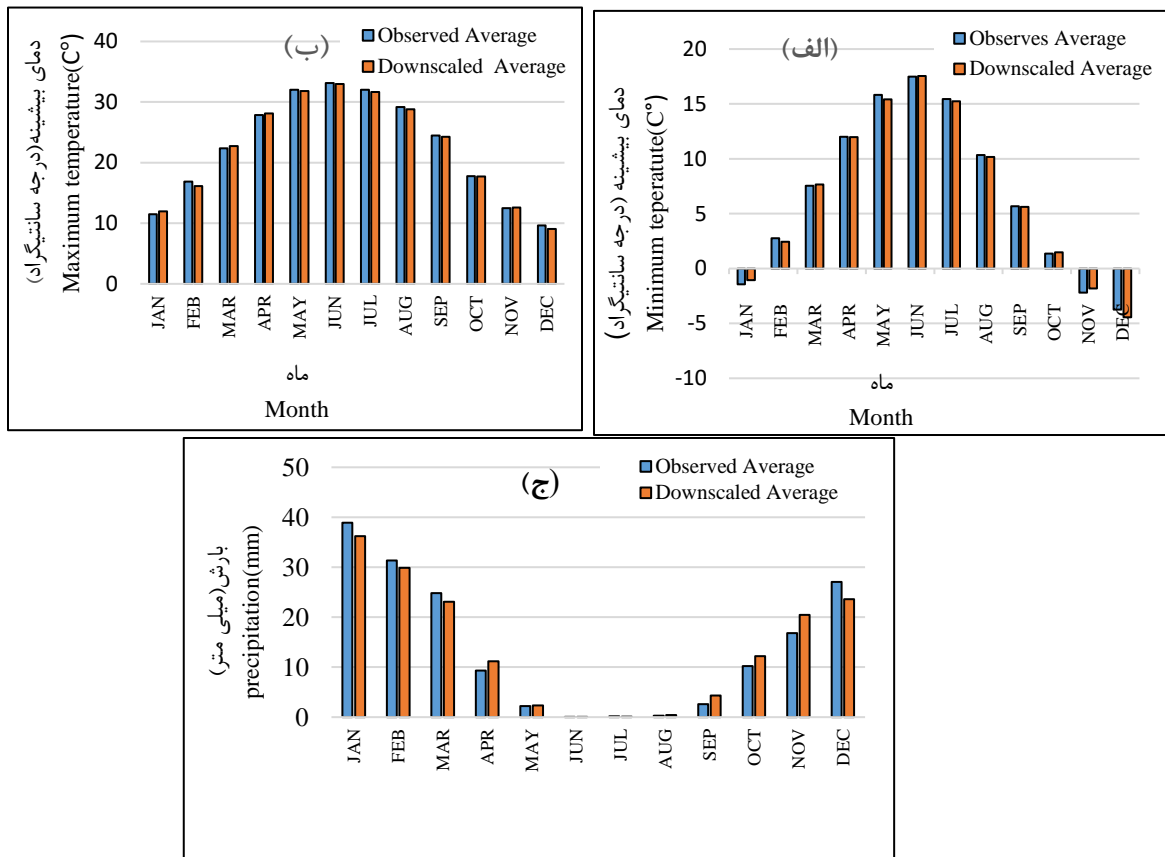 (ب)
Observed Average
Downscaled  Average
دمای بیشینه(درجه سانتیگراد)
Maximum temperature(C°)
40
30
20
10
0
JAN
FEB
MAR
APR
MAY
JUN
JUL
AUG
SEP
OCT
NOV
DEC
ماه
Month
(الف)
Observes Average
Downscaled Average
دمای بیشینه (درجه سانتیگراد)
Minimum teperatute(C°)
20
15
10
5
0
-5
-10
JAN
FEB
MAR
APR
MAY
JUN
JUL
AUG
SEP
OCT
NOV
DEC
ماه
Month
(ج)
Observed Average
Downscaled Average
بارش(میلی متر)
precipitation(mm)
50
40
30
20
10
0
JAN
FEB
MAR
APR
MAY
JUN
JUL
AUG
SEP
OCT
NOV
DEC